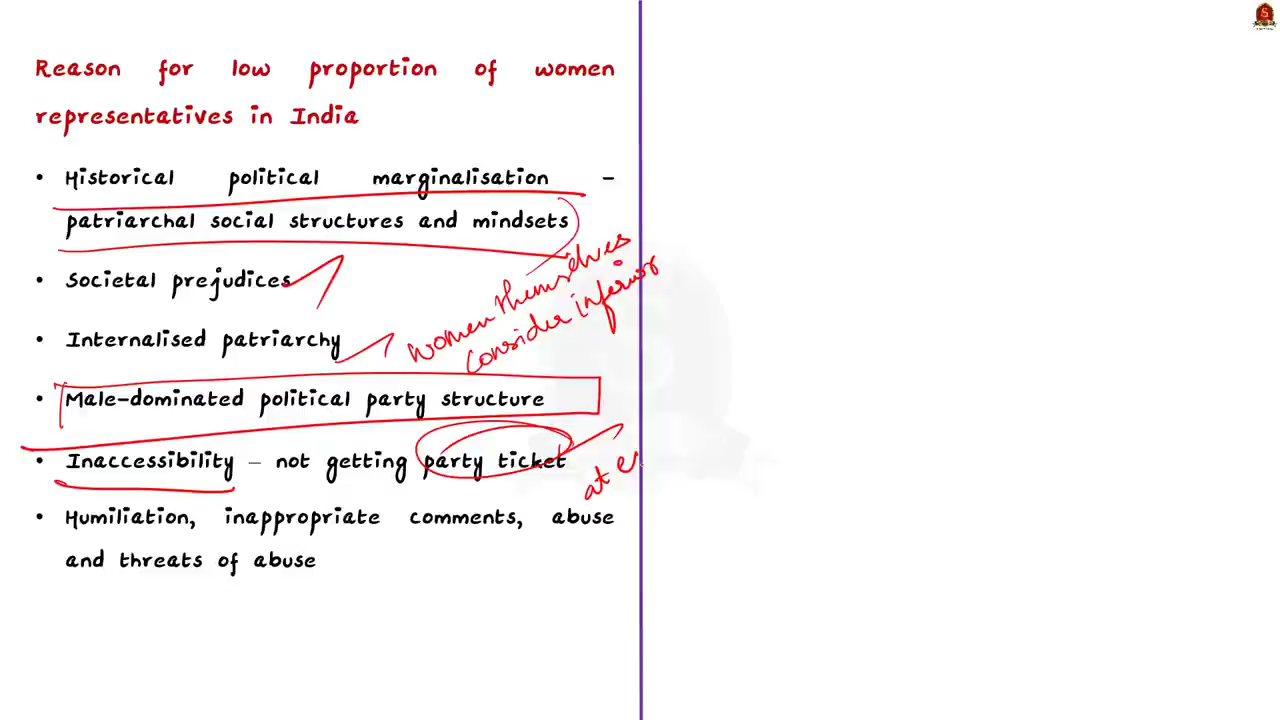 Reason for low proportion of women
representatives in India
• Historical political marginalisation –
patriarchal social structures and mindsets
• Societal prejudices
• Internalised patriarchy
women themselves
consider inferior
• Male-dominated political party structure
• Inaccessibility – not getting party ticket
at
• Humiliation, inappropriate comments, abuse
and threats of abuse